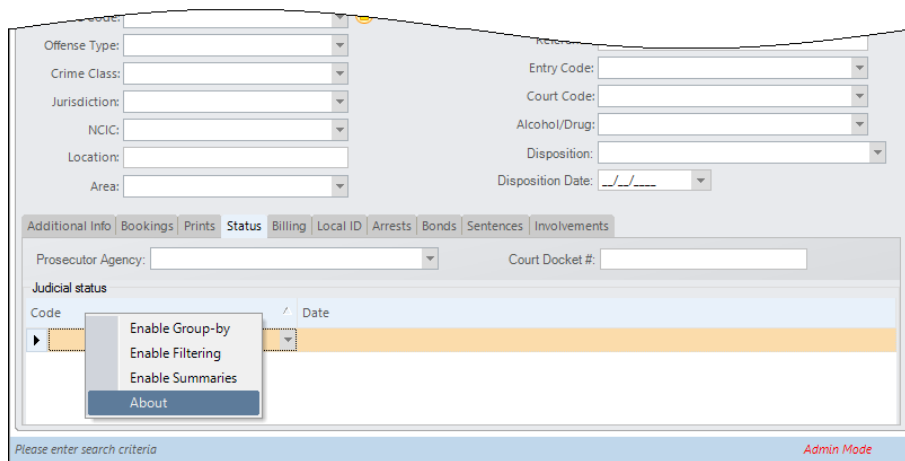 Code:
Offense Type:
Crime Class:
Jurisdiction:
NCIC:
Location:
Area:
Entry Code:
Court Code:
Alcohol/Drug:
Disposition:
Disposition Date: __/__/____
Additional Info Bookings Prints Status Billing Local ID Arrests Bonds Sentences Involvements
Prosecutor Agency:
Court Docket #:
Judicial status
Code Date
Enable Group-by
Enable Filtering
Enable Summaries
About
Please enter search criteria
Admin Mode